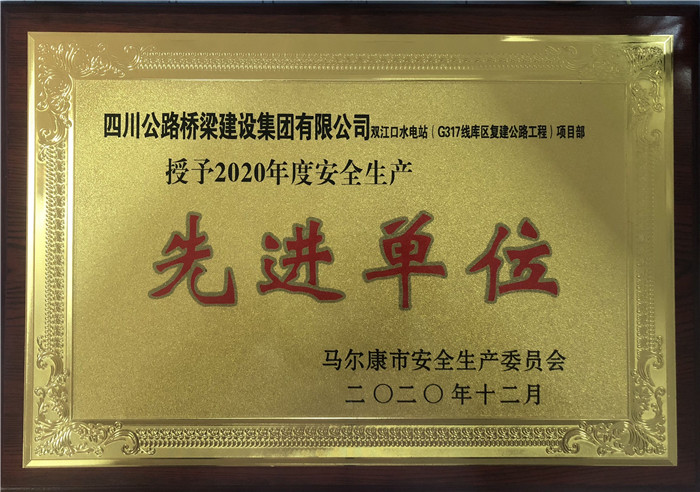 四川公路桥梁建设集团有限公司双江口水电站（G317线库区复建公路工程）项目部
授予2020年度安全生产
先进单位
马尔康市安全生产委员会
二〇二〇年十二月